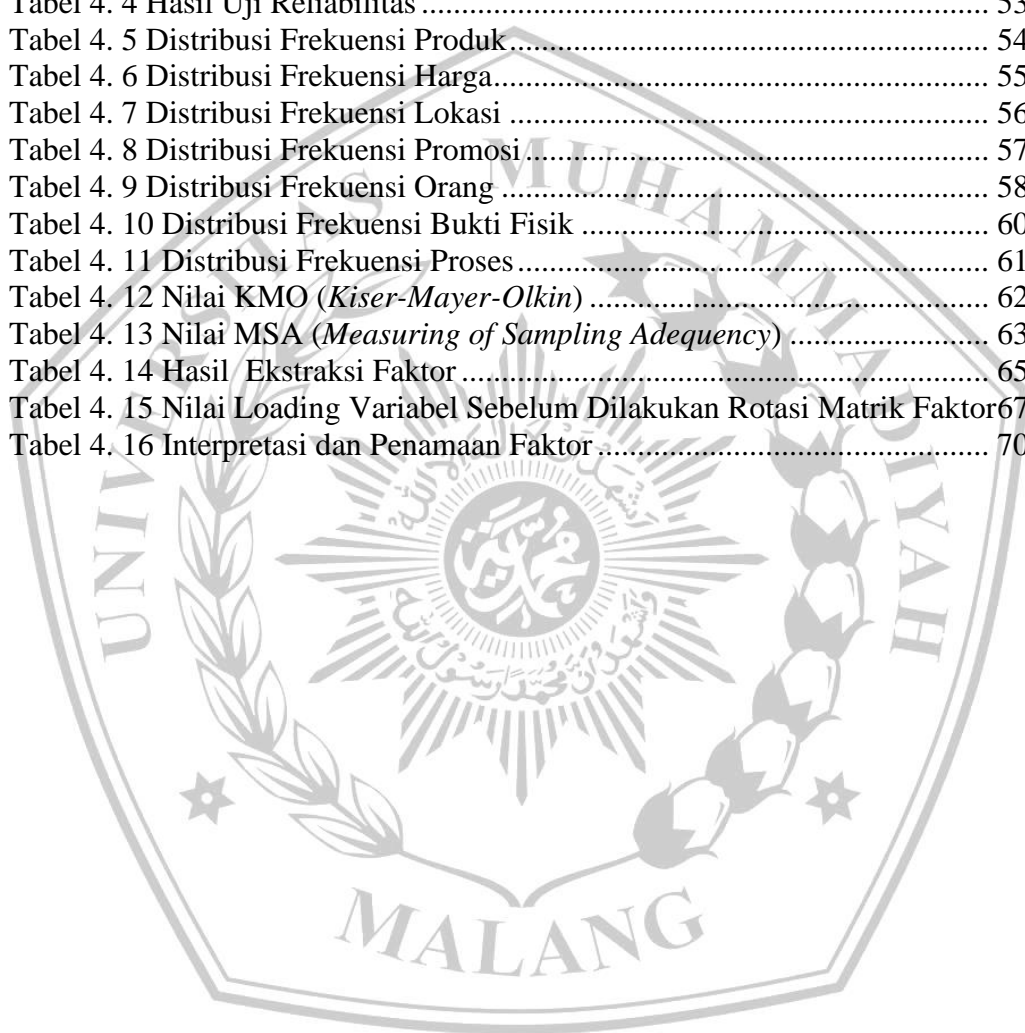 Tabel 4. 4 Hasil Uji Reliabilitas ............................................................................ 53
Tabel 4. 5 Distribusi Frekuensi Produk ................................................................ 54
Tabel 4. 6 Distribusi Frekuensi Harga.................................................................. 55
Tabel 4. 7 Distribusi Frekuensi Lokasi ................................................................ 56
Tabel 4. 8 Distribusi Frekuensi Promosi .............................................................. 57
Tabel 4. 9 Distribusi Frekuensi Orang ................................................................. 58
Tabel 4. 10 Distribusi Frekuensi Bukti Fisik ....................................................... 60
Tabel 4. 11 Distribusi Frekuensi Proses ............................................................... 61
Tabel 4. 12 Nilai KMO (Kiser-Mayer-Olkin) ...................................................... 62
Tabel 4. 13 Nilai MSA (Measuring of Sampling Adequency) ........................... 63
Tabel 4. 14 Hasil Ekstraksi Faktor ....................................................................... 65
Tabel 4. 15 Nilai Loading Variabel Sebelum Dilakukan Rotasi Matrik Faktor67
Tabel 4. 16 Interpretasi dan Penamaan Faktor ..................................................... 70
UNIVERSITAS MUHAMMADIYAH
MALANG